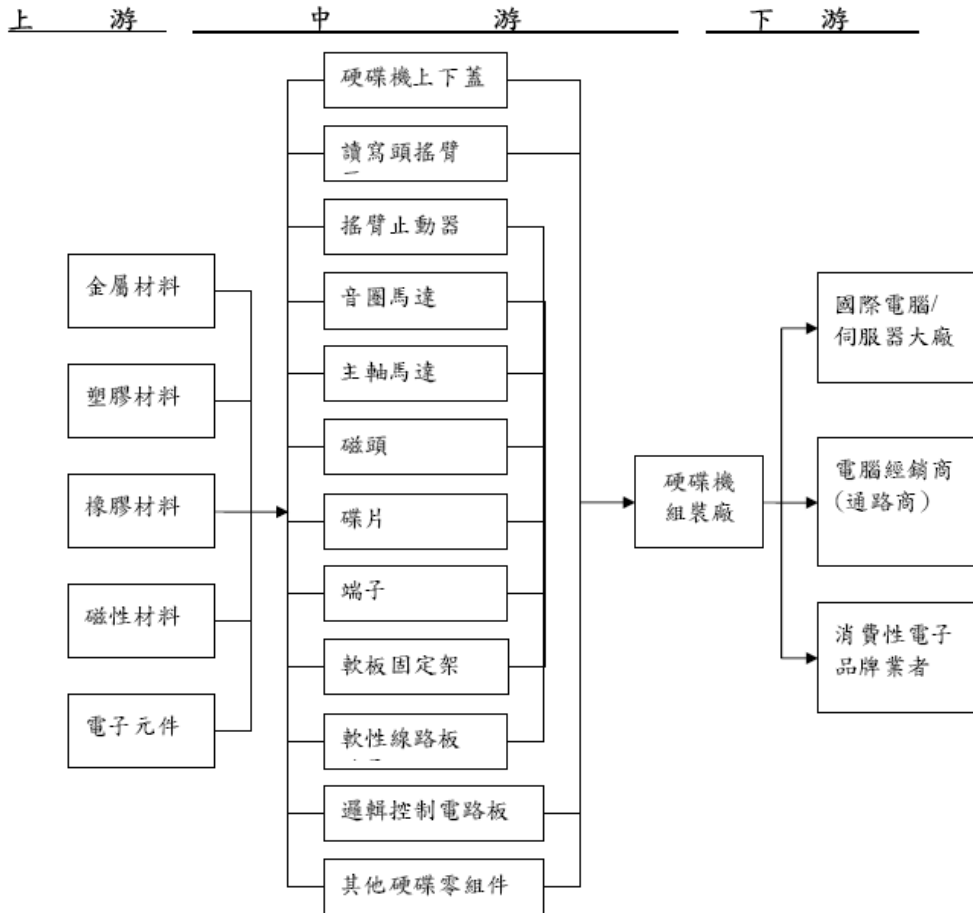 上游
中游
下游
硬碟機上下蓋
讀寫頭搖臂
搖臂止動器
音圈馬達
主軸馬達
磁頭
碟片
端子
軟板固定架
軟性線路板
邏輯控制電路板
其他硬碟零組件
金屬材料
塑膠材料
橡膠材料
磁性材料
電子元件
硬碟機
組裝廠
國際電腦/
伺服器大廠
電腦經銷商
(通路商)
消費性電子
品牌業者